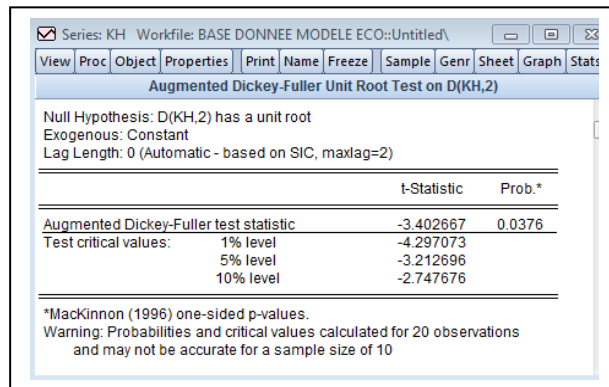 Series: KH Workfile: BASE DONNEE MODELE ECO::Untitled\
View Proc Object Properties Print Name Freeze Sample Genr Sheet Graph Stats
Augmented Dickey-Fuller Unit Root Test on D(KH,2)
Null Hypothesis: D(KH,2) has a unit root
Exogenous: Constant
Lag Length: 0 (Automatic - based on SIC, maxlag=2)
t-Statistic Prob.*
Augmented Dickey-Fuller test statistic -3.402667 0.0376
Test critical values: 1% level -4.297073
5% level -3.212696
10% level -2.747676
*MacKinnon (1996) one-sided p-values.
Warning: Probabilities and critical values calculated for 20 observations
and may not be accurate for a sample size of 10